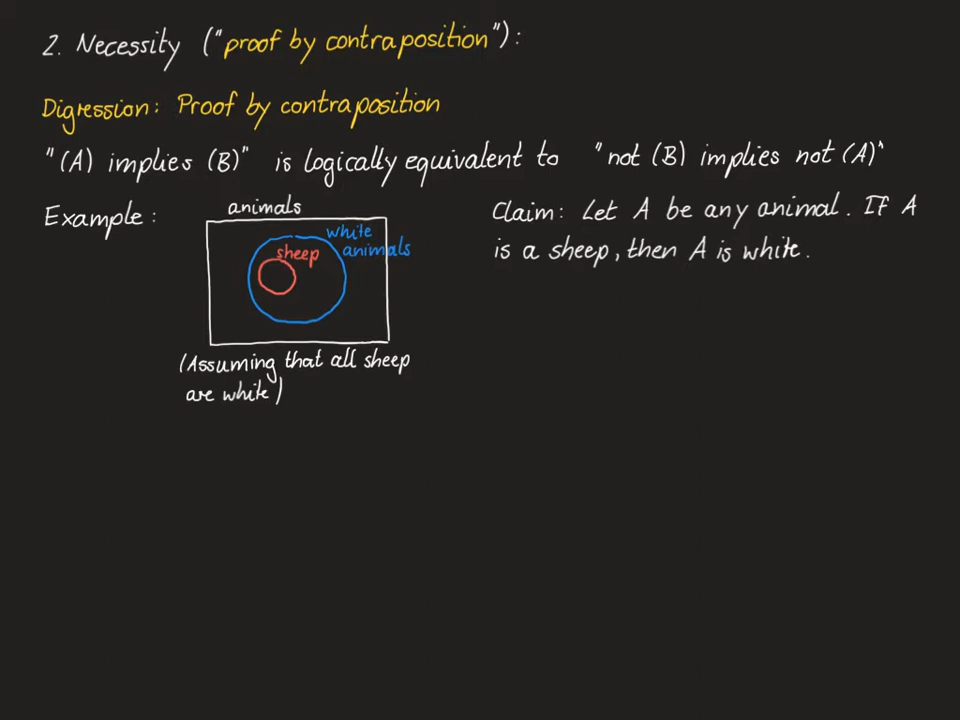 2. Necessity ("proof by contraposition"):
Digression: Proof by contraposition
"(A) implies (B)" is logically equivalent to "not (B) implies not (A)"
Example:
animals
white
animals
sheep
(Assuming that all sheep
are white)
Claim: Let A be any animal. If A
is a sheep, then A is white.